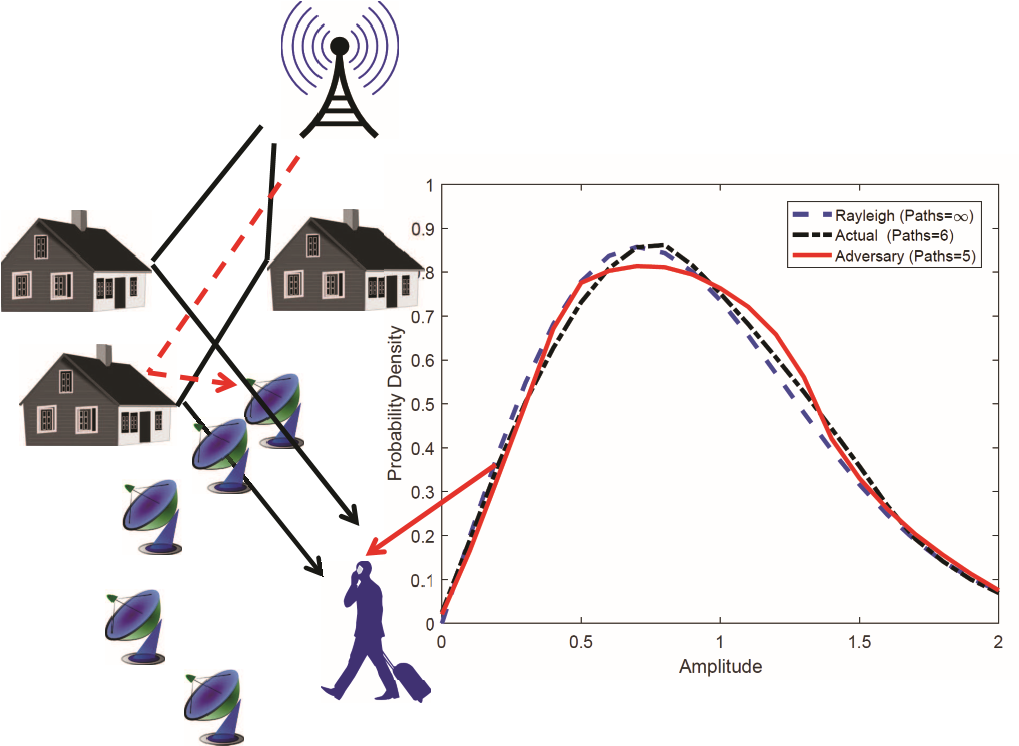 1
0.9
0.8
0.7
0.6
0.5
0.4
0.3
0.2
0.1
0
Probability Density
Rayleigh (Paths=∞)
Actual (Paths=6)
Adversary (Paths=5)
0 0.5 1 1.5 2
Amplitude